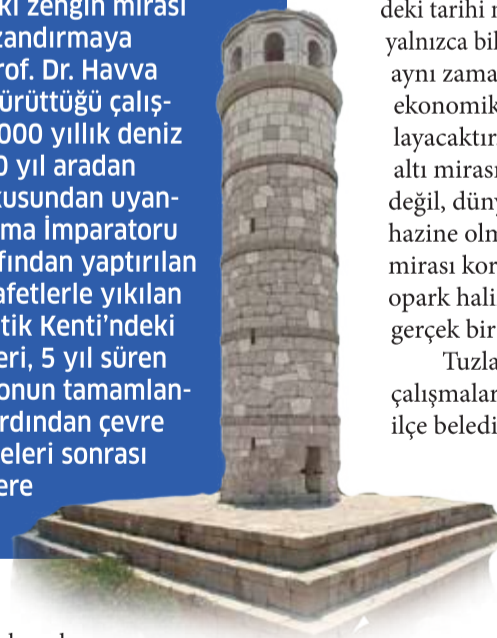 ki zengin mirası
zandırmaya
rof. Dr. Havva
ürüttüğü çalış-
000 yıllık deniz
0 yıl aradan
kusundan uyan-
ma İmparatoru
fından yaptırılan
afetlerle yıkılan
tik Kenti’ndeki
eri, 5 yıl süren
onun tamamlan-
rdından çevre
eleri sonrası
ere
deki tarihi
yalnızca bil
aynı zama
ekonomik
layacaktır.
altı mirası
değil, düny
hazine olm
mirası kor
opark hali
gerçek bir
Tuzla
çalışmalar
ilçe beledi